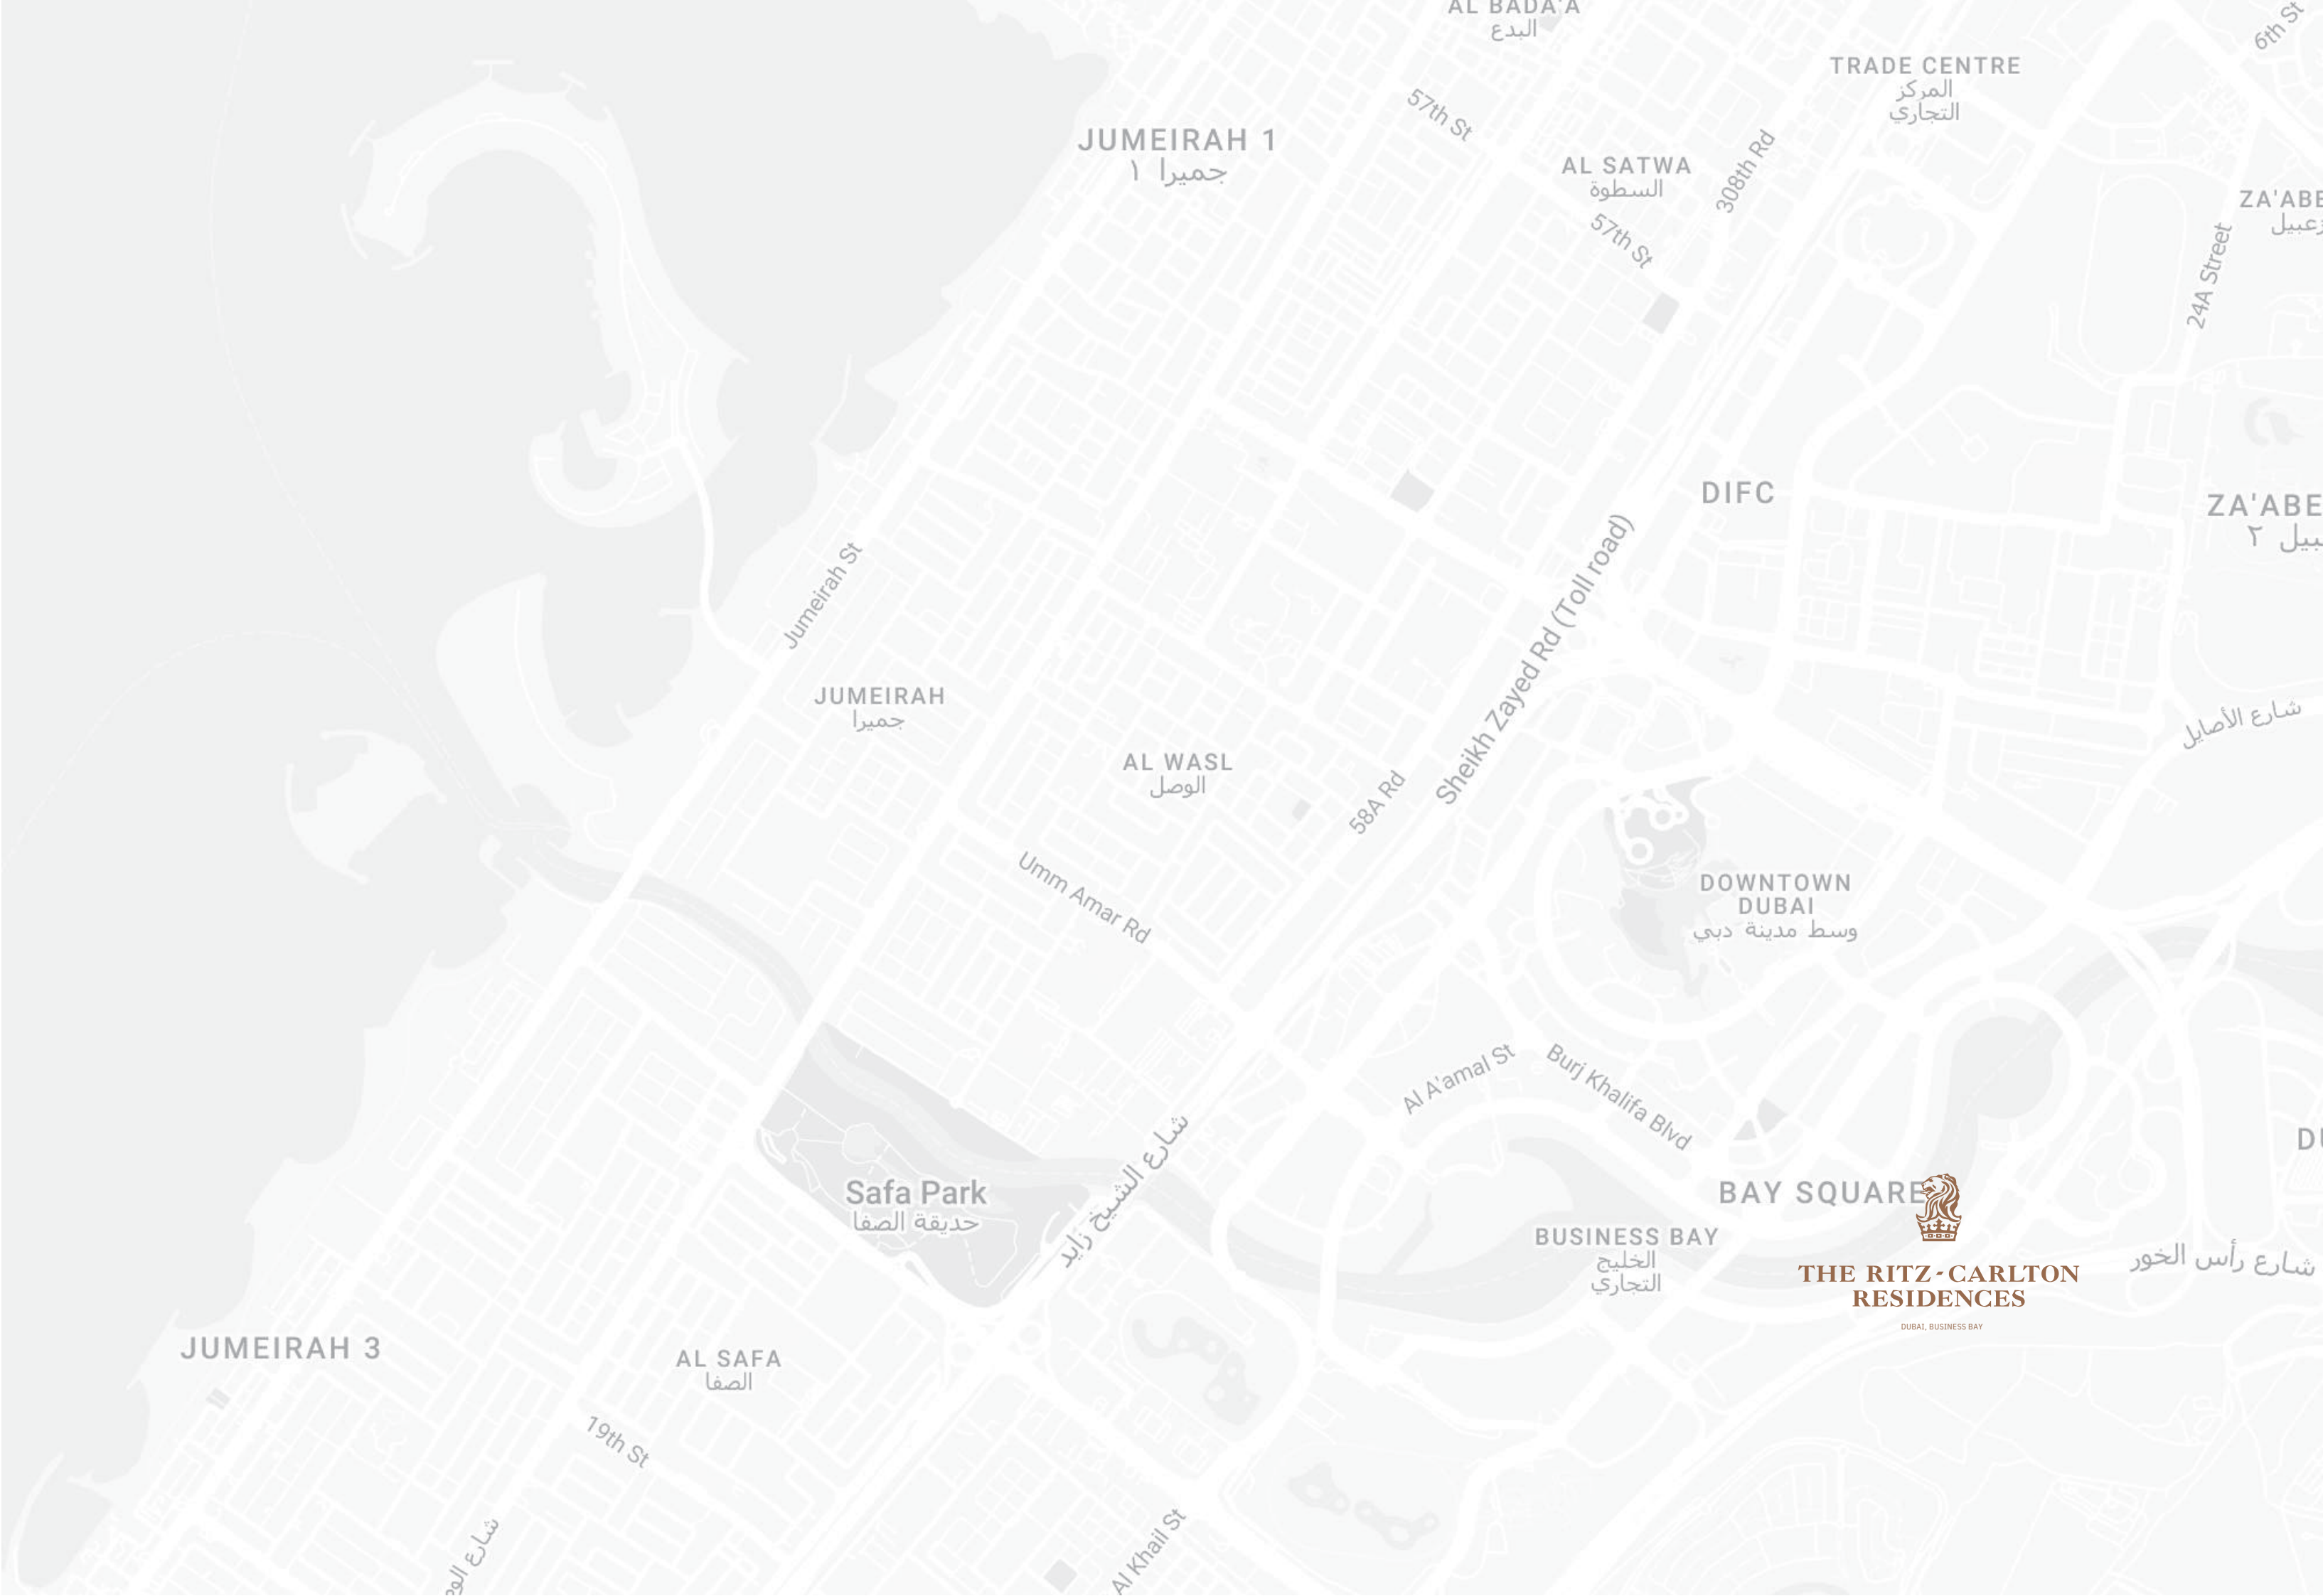 AL BADA'A
البدع
6th St
TRADE CENTRE
المركز
التجاري
57th St
JUMEIRAH 1
جميرا ١
308th Rd
AL SATWA
السطوة
ZA'ABE
57th St
24A Street
DIFC
ZA'ABE
Jumeirah St
Sheikh Zayed Rd (Toll road)
JUMEIRAH
جميرا
شارع الأصايل
AL WASL
الوصل
58A Rd
Umm Amar Rd
DOWNTOWN
DUBAI
وسط مدينة دبي
Al A'amal St
Burj Khalifa Blvd
شارع الشيخ زايد
Safa Park
حديقة الصفا
BAY SQUARE
BUSINESS BAY
الخليج
التجاري
شارع رأس الخور
THE RITZ-CARLTON
RESIDENCES
DUBAI, BUSINESS BAY
JUMEIRAH 3
AL SAFA
الصفا
19th St
شارع
Al Khail St